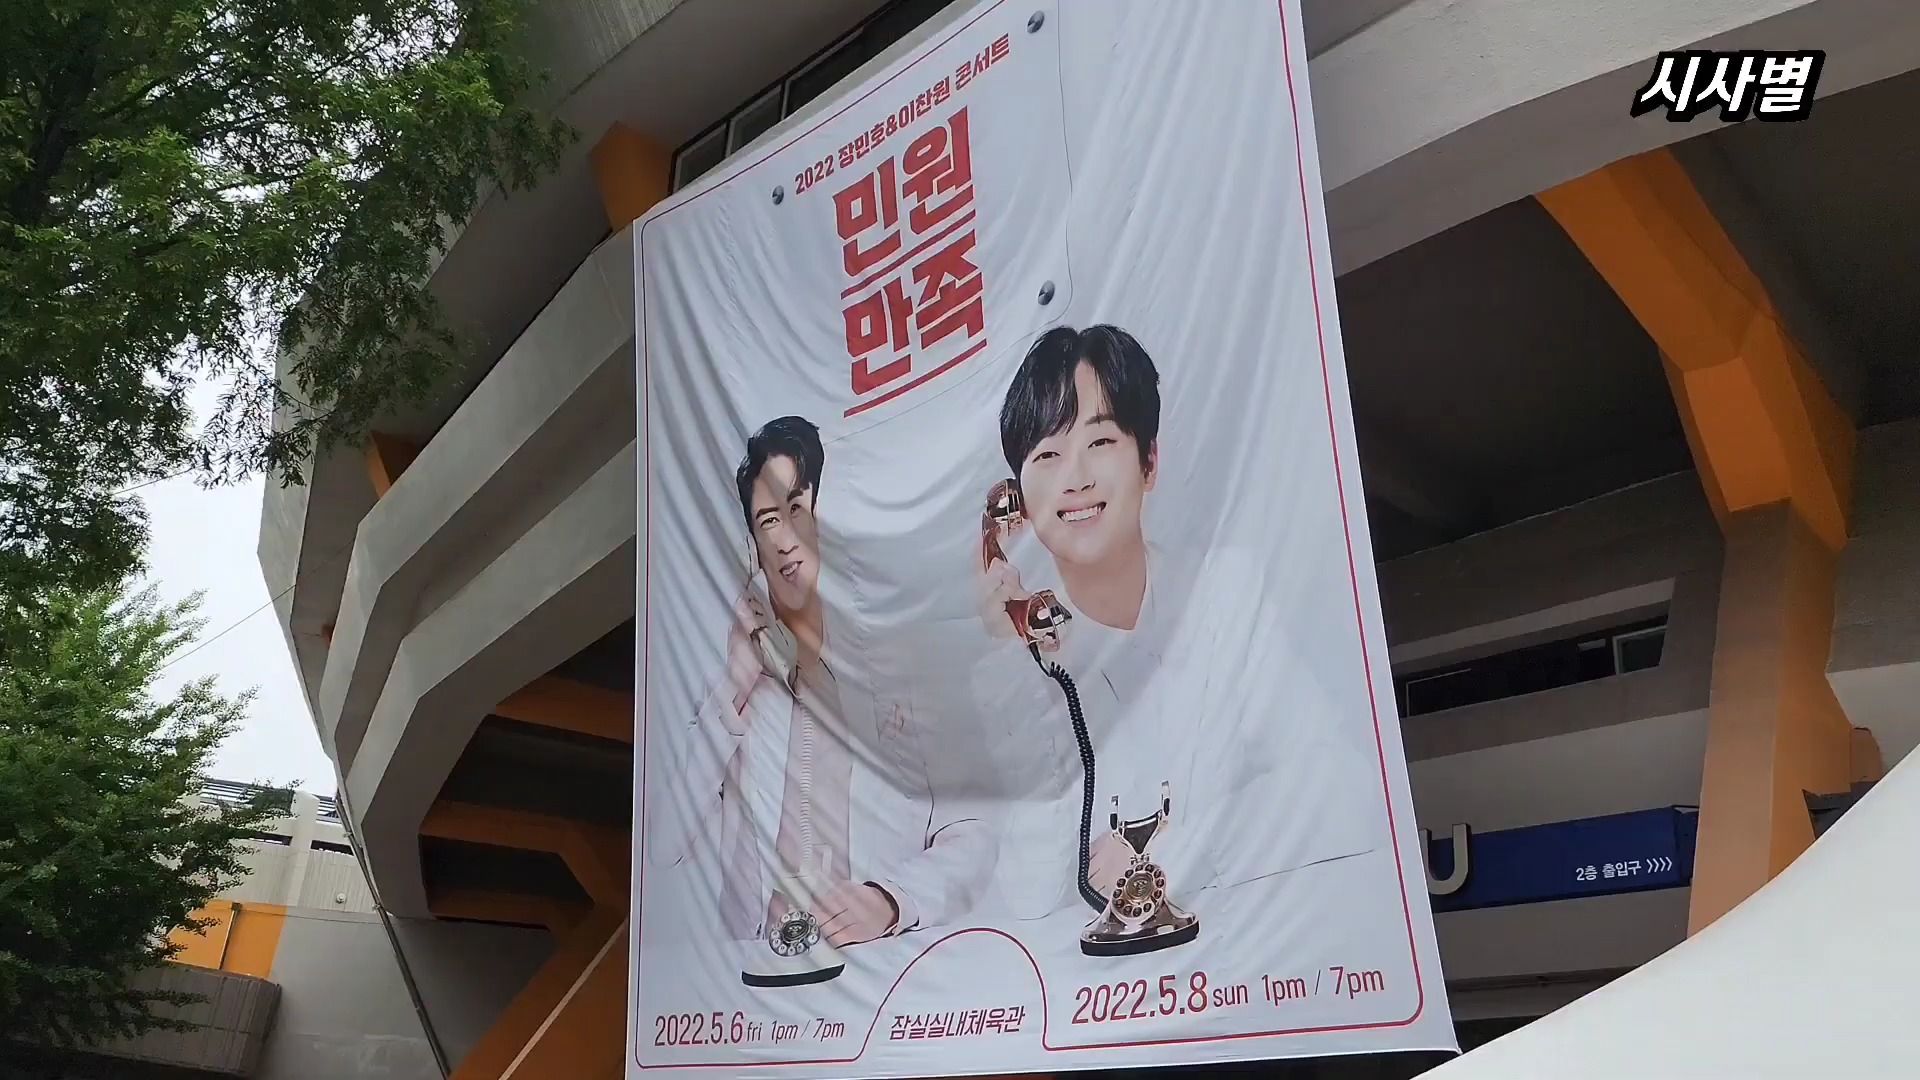 시사별
2022 장민호&이찬원 콘서트
민원
만족
2022.5.6 fri 1pm / 7pm
잠실실내체육관
2022.5.8 sun 1pm / 7pm
U
2층 출입구 >>>>